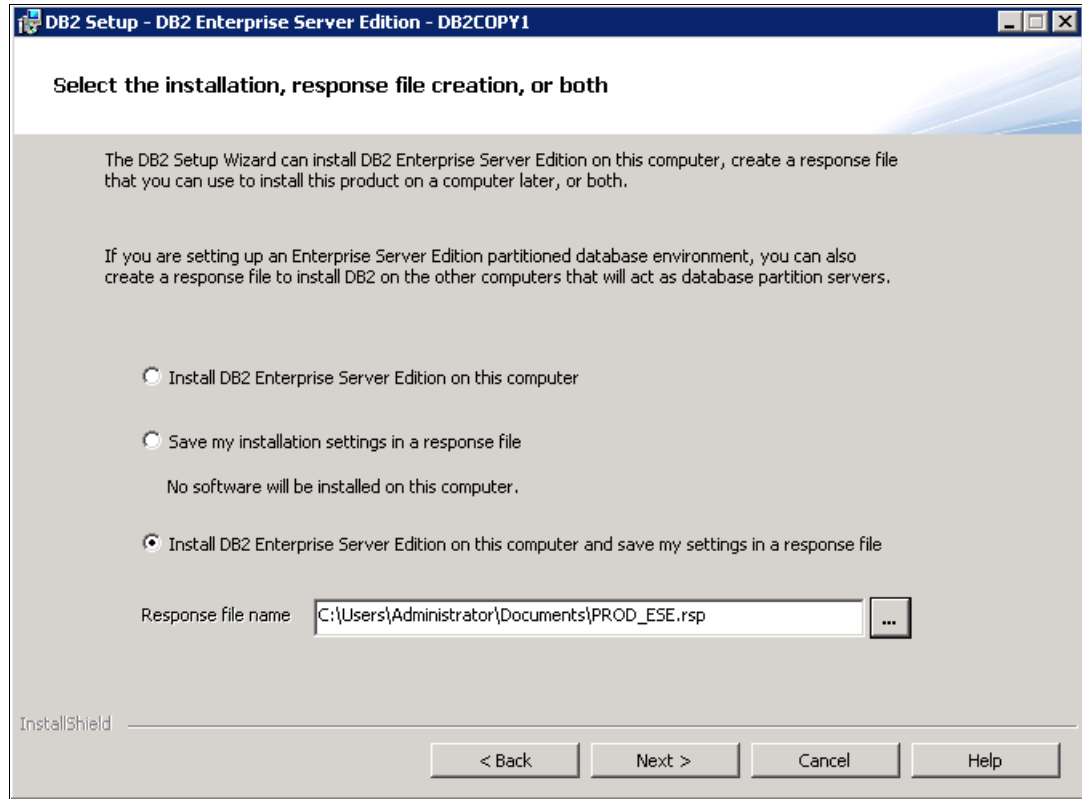 DB2 Setup - DB2 Enterprise Server Edition - DB2COPY1
Select the installation, response file creation, or both
The DB2 Setup Wizard can install DB2 Enterprise Server Edition on this computer, create a response file
that you can use to install this product on a computer later, or both.
If you are setting up an Enterprise Server Edition partitioned database environment, you can also
create a response file to install DB2 on the other computers that will act as database partition servers.
Install DB2 Enterprise Server Edition on this computer
Save my installation settings in a response file
No software will be installed on this computer.
Install DB2 Enterprise Server Edition on this computer and save my settings in a response file
Response file name C:\Users\Administrator\Documents\PROD_ESE.rsp ...
InstallShield
< Back Next > Cancel Help